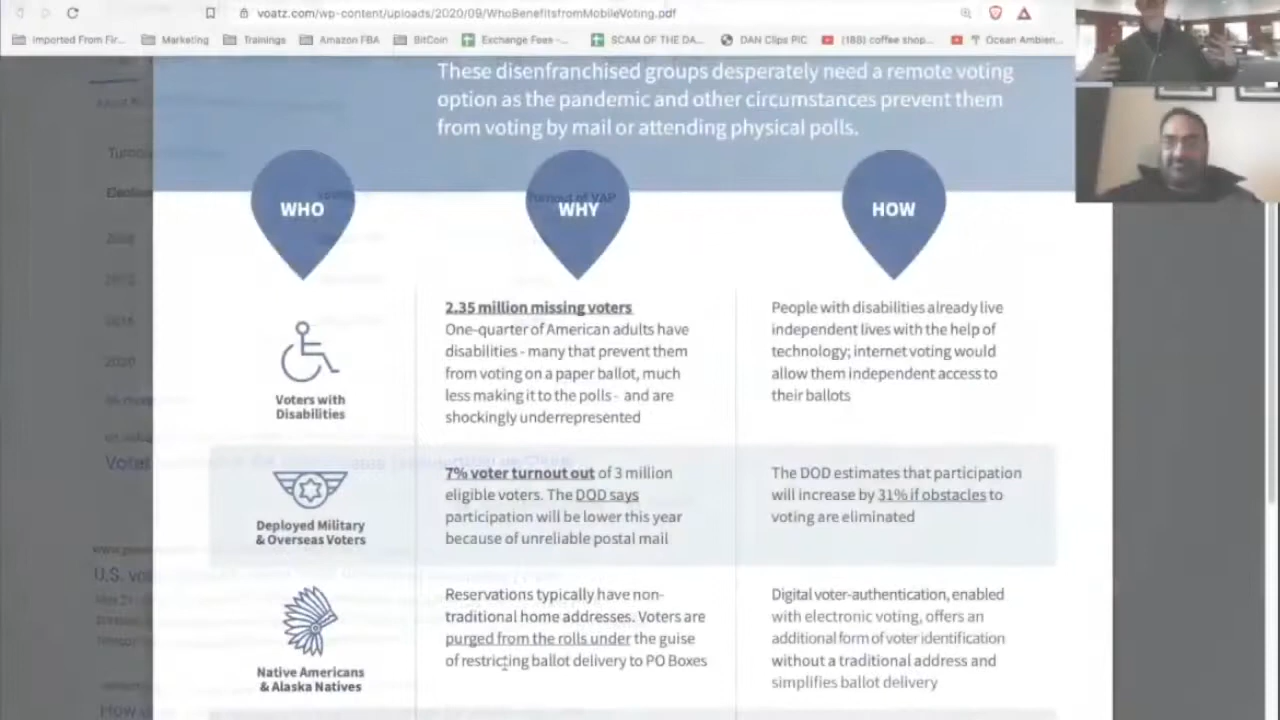 voatz.com/wp-content/uploads/2020/09/WhoBenefitsfromMobileVoting.pdf
Imported From Fir... Marketing Trainings Amazon FBA BitCoin Exchange Fees -... SCAM OF THE DA... DAN Clips PIC (188) coffee shop... Ocean Ambien...
These disenfranchised groups desperately need a remote voting
option as the pandemic and other circumstances prevent them
from voting by mail or attending physical polls.
WHO
WHY
HOW
Turnout of VAP
Voters with
Disabilities
2.35 million missing voters
One-quarter of American adults have
disabilities - many that prevent them
from voting on a paper ballot, much
less making it to the polls - and are
shockingly underrepresented
People with disabilities already live
independent lives with the help of
technology; internet voting would
allow them independent access to
their ballots
Deployed Military
& Overseas Voters
7% voter turnout out of 3 million
eligible voters. The DOD says
participation will be lower this year
because of unreliable postal mail
The DOD estimates that participation
will increase by 31% if obstacles to
voting are eliminated
Native Americans
& Alaska Natives
Reservations typically have non-
traditional home addresses. Voters are
purged from the rolls under the guise
of restricting ballot delivery to PO Boxes
Digital voter-authentication, enabled
with electronic voting, offers an
additional form of voter identification
without a traditional address and
simplifies ballot delivery
2020